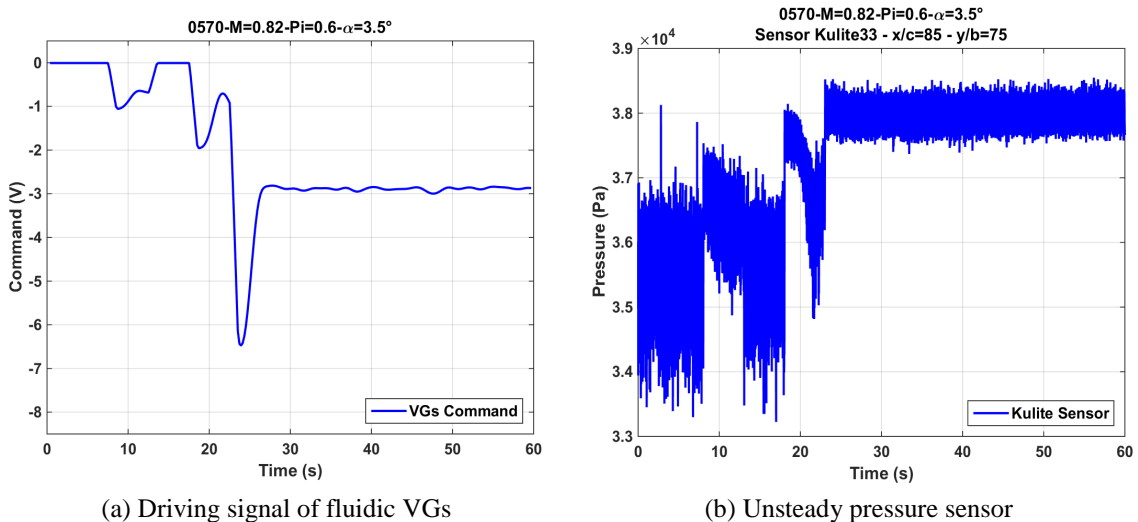 0570-M=0.82-Pi=0.6-α=3.5º
0
-1
-2
-3
-4
-5
-6
-7
-8
Command (V)
0
10
20
30
40
50
60
Time (s)
VGs Command
(a) Driving signal of fluidic VGs
0570-M=0.82-Pi=0.6-α=3.5º
Sensor Kulite33 - x/c=85 - y/b=75
×10⁴
3.9
3.8
3.7
3.6
3.5
3.4
3.3
Pressure (Pa)
0
10
20
30
40
50
60
Time (s)
Kulite Sensor
(b) Unsteady pressure sensor